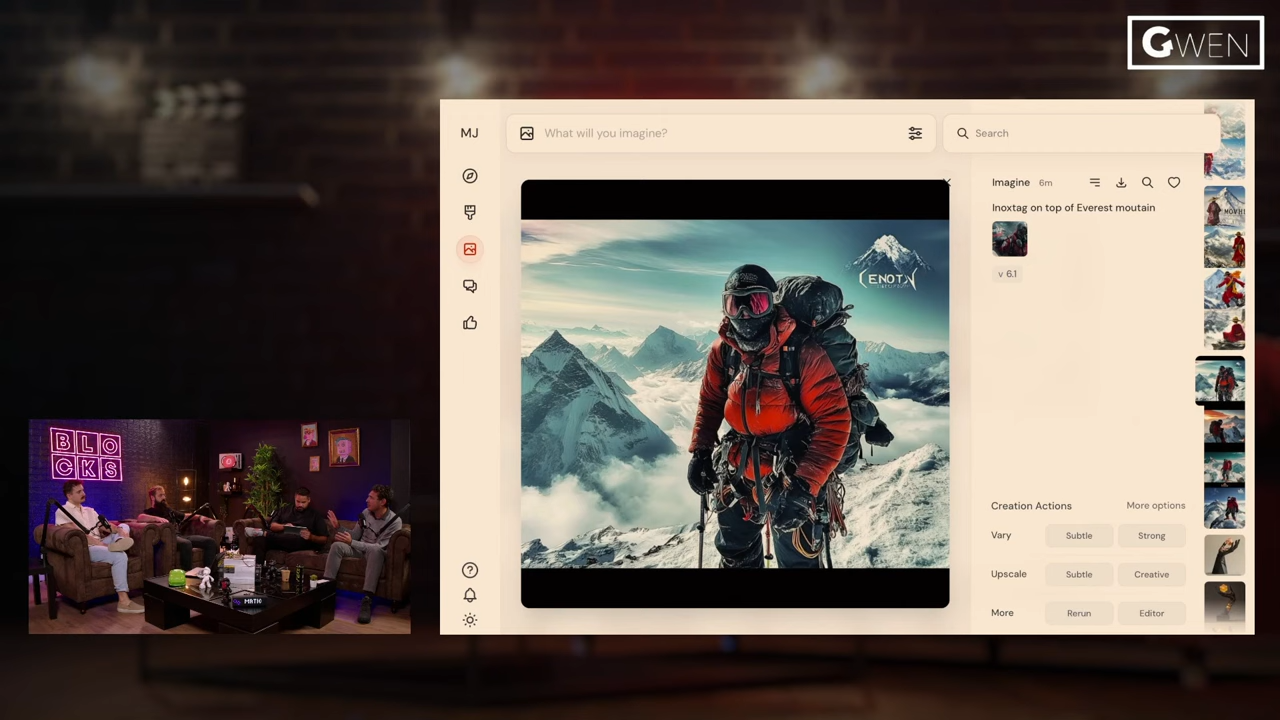 GWEN
MJ
What will you imagine?
Search
Imagine 6m
Inoxtag on top of Everest moutain
v 6.1
ENOTN
Creation Actions
More options
Vary
Subtle
Strong
Upscale
Subtle
Creative
More
Rerun
Editor
BLO
CKS